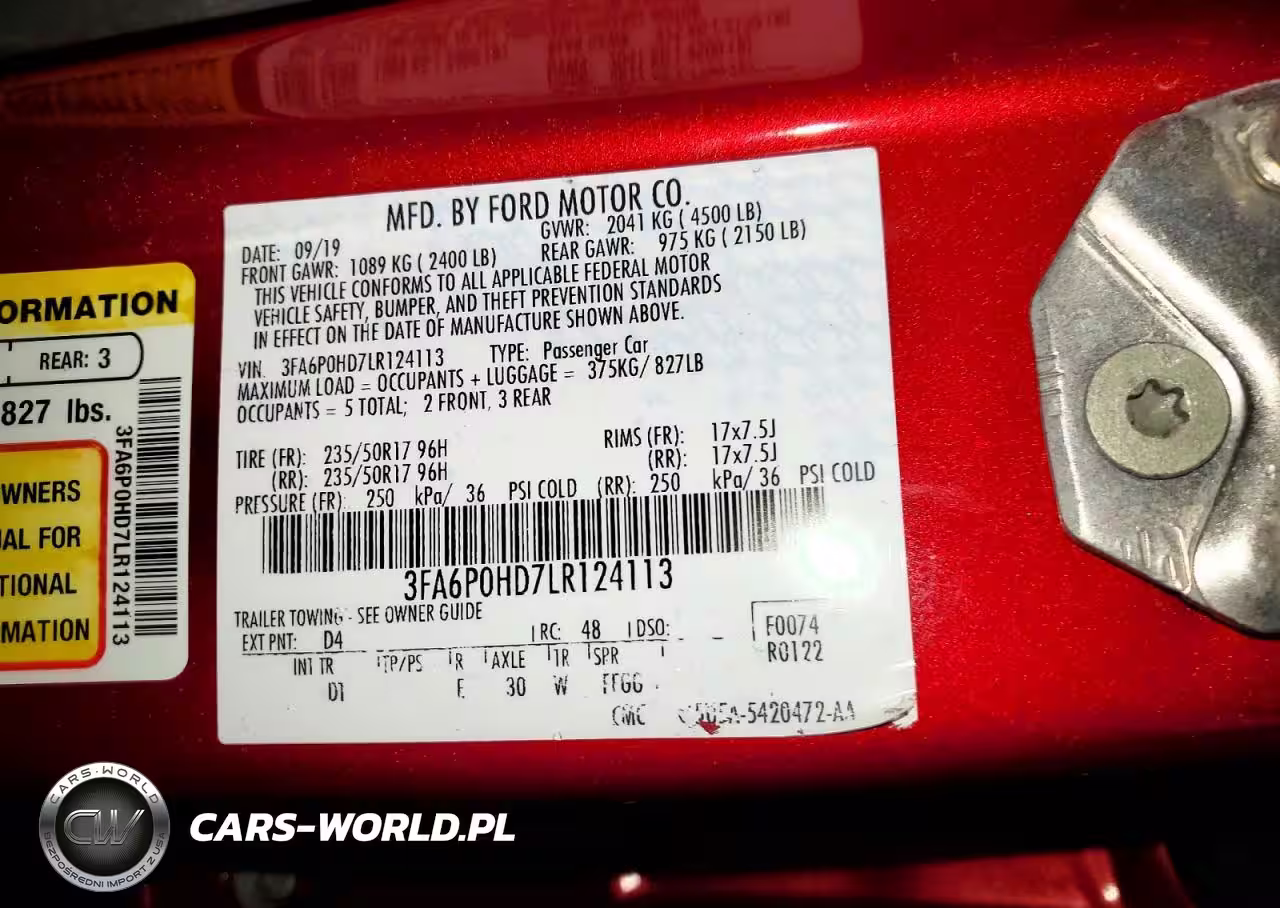 MFD. BY FORD MOTOR CO.
DATE: 09/19 GVWR: 2041 KG ( 4500 LB)
FRONT GAWR: 1089 KG ( 2400 LB) REAR GAWR: 975 KG ( 2150 LB)
THIS VEHICLE CONFORMS TO ALL APPLICABLE FEDERAL MOTOR
VEHICLE SAFETY, BUMPER, AND THEFT PREVENTION STANDARDS
IN EFFECT ON THE DATE OF MANUFACTURE SHOWN ABOVE.
VIN: 3FA6P0HD7LR124113 TYPE: Passenger Car
MAXIMUM LOAD = OCCUPANTS + LUGGAGE = 375KG/ 827LB
OCCUPANTS = 5 TOTAL; 2 FRONT, 3 REAR
TIRE (FR): 235/50R17 96H RIMS (FR): 17x7.5J
(RR): 235/50R17 96H (RR): 17x7.5J
PRESSURE (FR): 250 kPa/ 36 PSI COLD (RR): 250 kPa/ 36 PSI COLD
3FA6P0HD7LR124113
TRAILER TOWING - SEE OWNER GUIDE
EXT PNT: D4 RC: 48 DSO: F0074
INT TR TP/PS R AXLE TR SPR R0122
D1 30 W FFGG
CMC 5420472-AA
ORMATION
REAR: 3
827 lbs.
WNERS
UAL FOR
TIONAL
MATION
3FA6P0HD7LR124113
CARS-WORLD
CW
BEZPOŚREDNI IMPORT Z USA
CARS-WORLD.PL